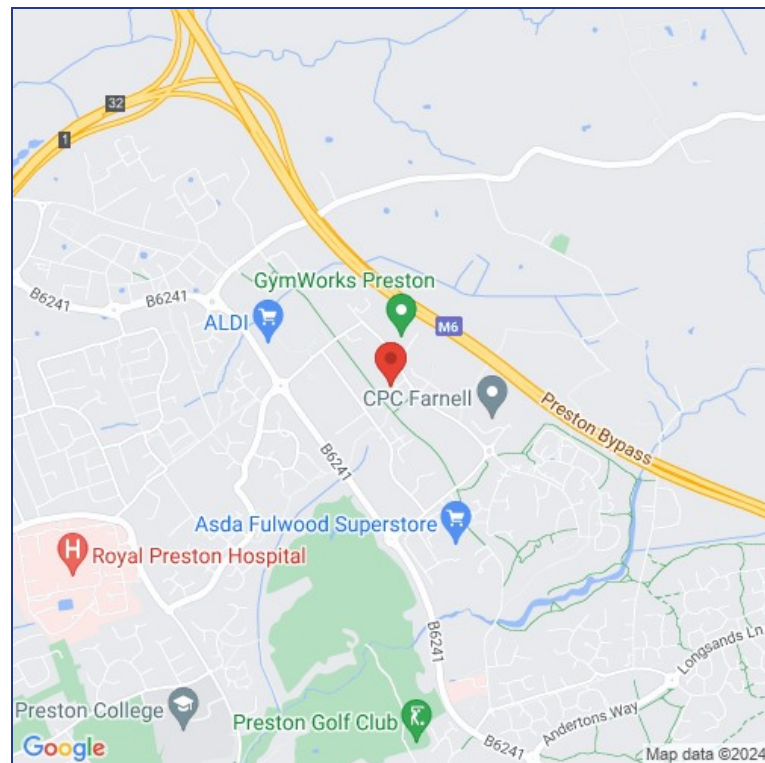 32
1
GymWorks Preston
B6241
B6241
ALDI
M6
CPC Farnell
Preston Bypass
B6241
Asda Fulwood Superstore
H
Royal Preston Hospital
B6241
Longsands Ln
Preston College
Andertons Way
Preston Golf Club
B6241
Google
Map data ©2024